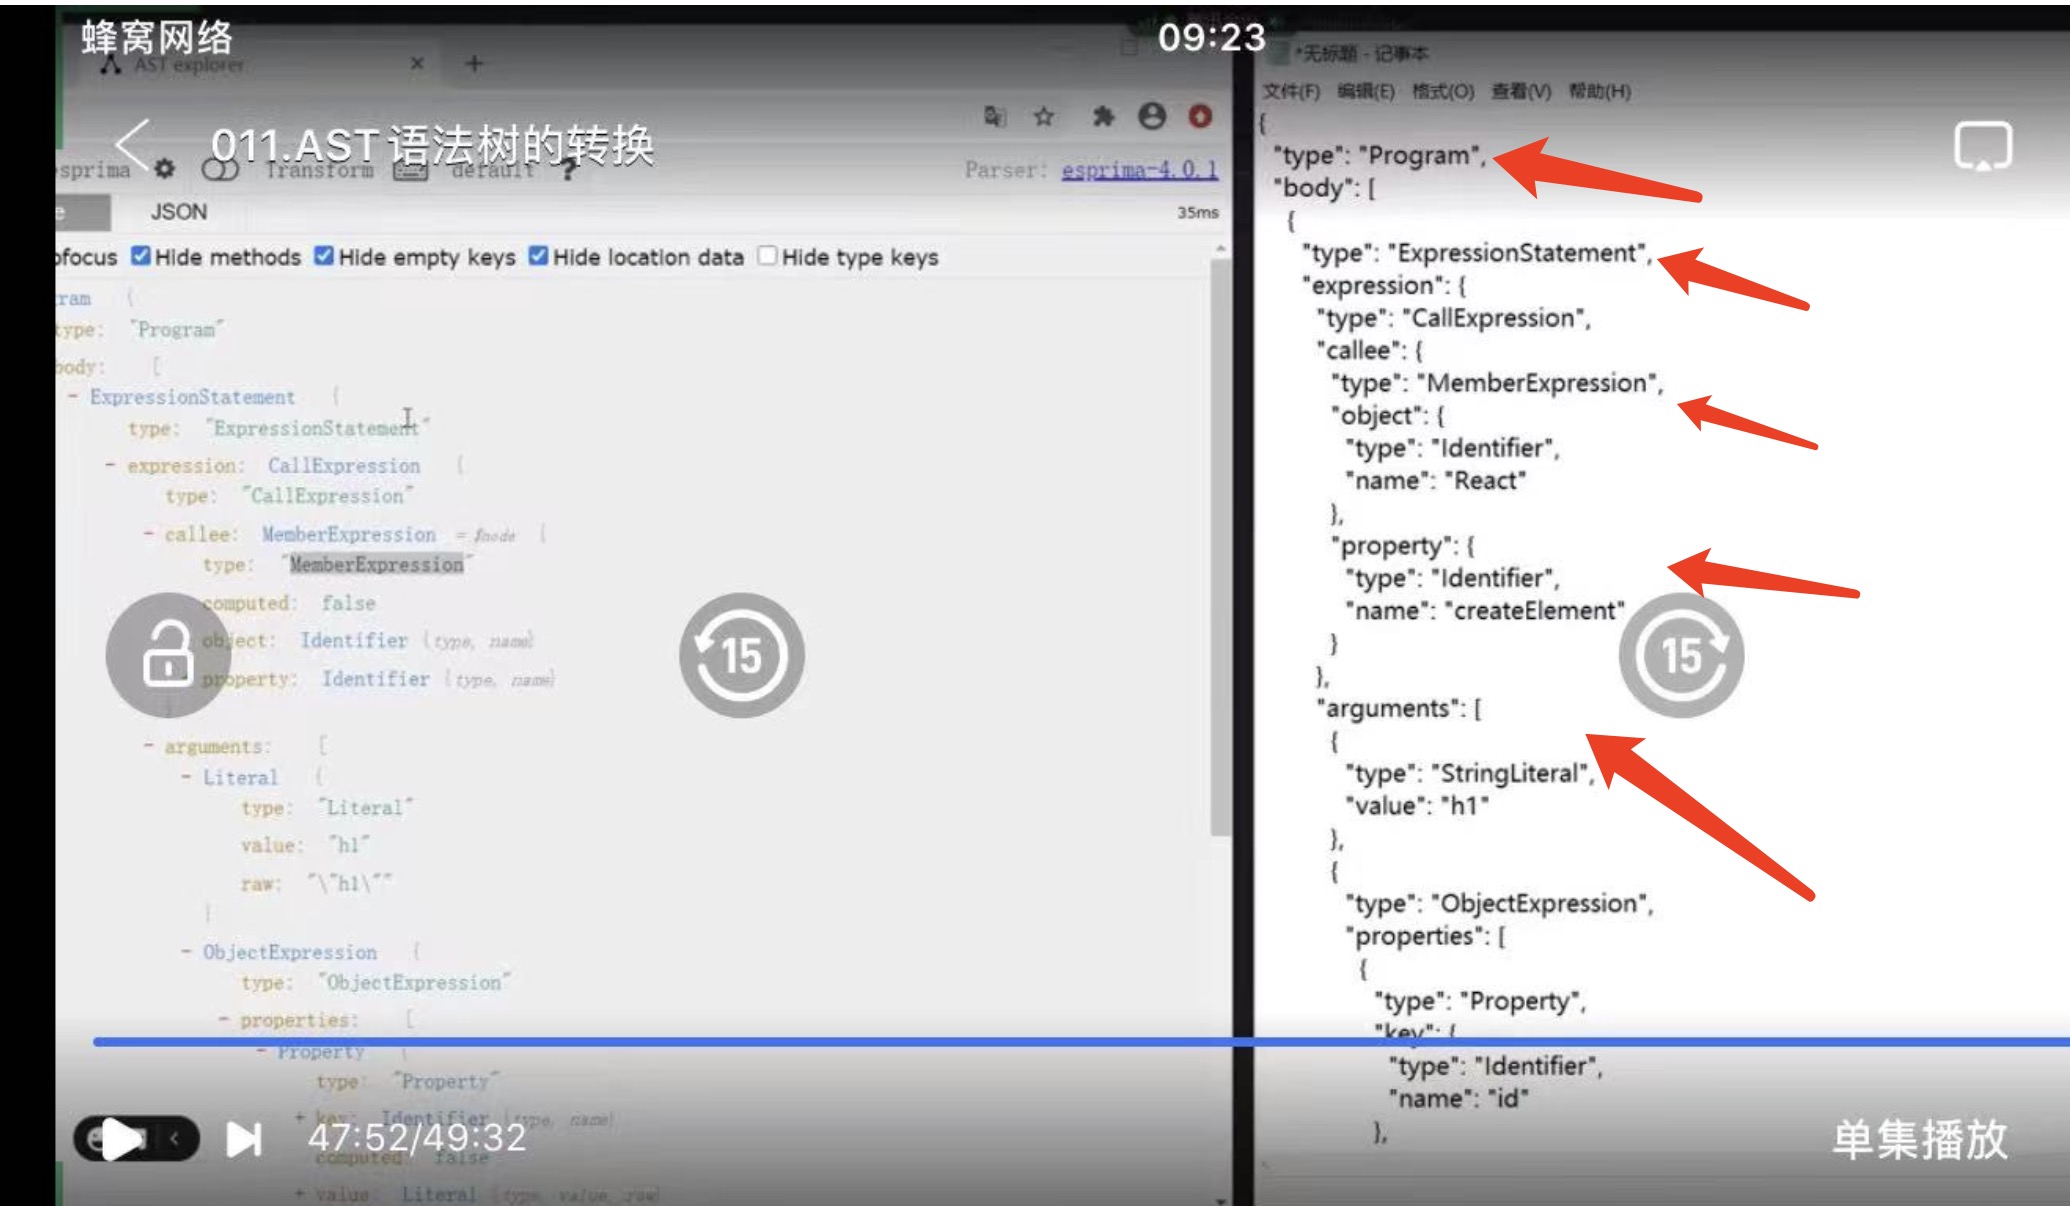 蜂窝网络
09:23
AST explorer
× +
011.AST语法树的转换
esprima Transform default ?
Parser: esprima-4.0.1
JSON
35ms
ofocus Hide methods Hide empty keys Hide location data Hide type keys
ram {
type: "Program"
body: [
- ExpressionStatement {
type: "ExpressionStatement"
- expression: CallExpression {
type: "CallExpression"
- callee: MemberExpression = $node {
type: "MemberExpression"
computed: false
object: Identifier {type, name}
property: Identifier {type, name}
}
- arguments: [
- Literal {
type: "Literal"
value: "h1"
raw: "\"h1\""
}
- ObjectExpression {
type: "ObjectExpression"
- properties: [
- Property {
type: "Property"
+ key: Identifier {type, name}
computed: false
+ value: Literal {type, value, raw}
*无标题 - 记事本
文件(F) 编辑(E) 格式(O) 查看(V) 帮助(H)
{
"type": "Program",
"body": [
{
"type": "ExpressionStatement",
"expression": {
"type": "CallExpression",
"callee": {
"type": "MemberExpression",
"object": {
"type": "Identifier",
"name": "React"
},
"property": {
"type": "Identifier",
"name": "createElement"
}
},
"arguments": [
{
"type": "StringLiteral",
"value": "h1"
},
{
"type": "ObjectExpression",
"properties": [
{
"type": "Property",
"key": {
"type": "Identifier",
"name": "id"
},
15
15
47:52/49:32
单集播放